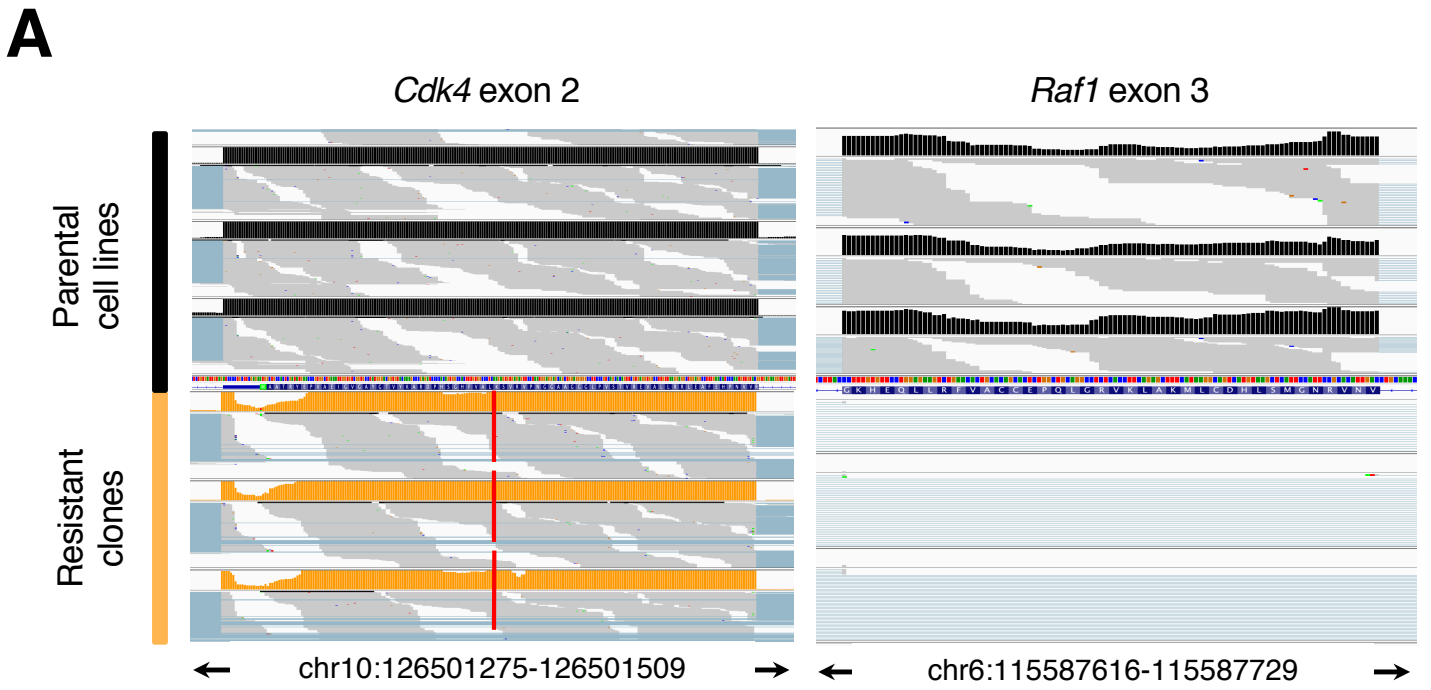 A
Cdk4 exon 2
Raf1 exon 3
Parental
cell lines
Resistant
clones
G K H E Q L L R F V A C C E P Q L G R V K L A K M L C D H L S M G N R V N V
chr10:126501275-126501509
chr6:115587616-115587729